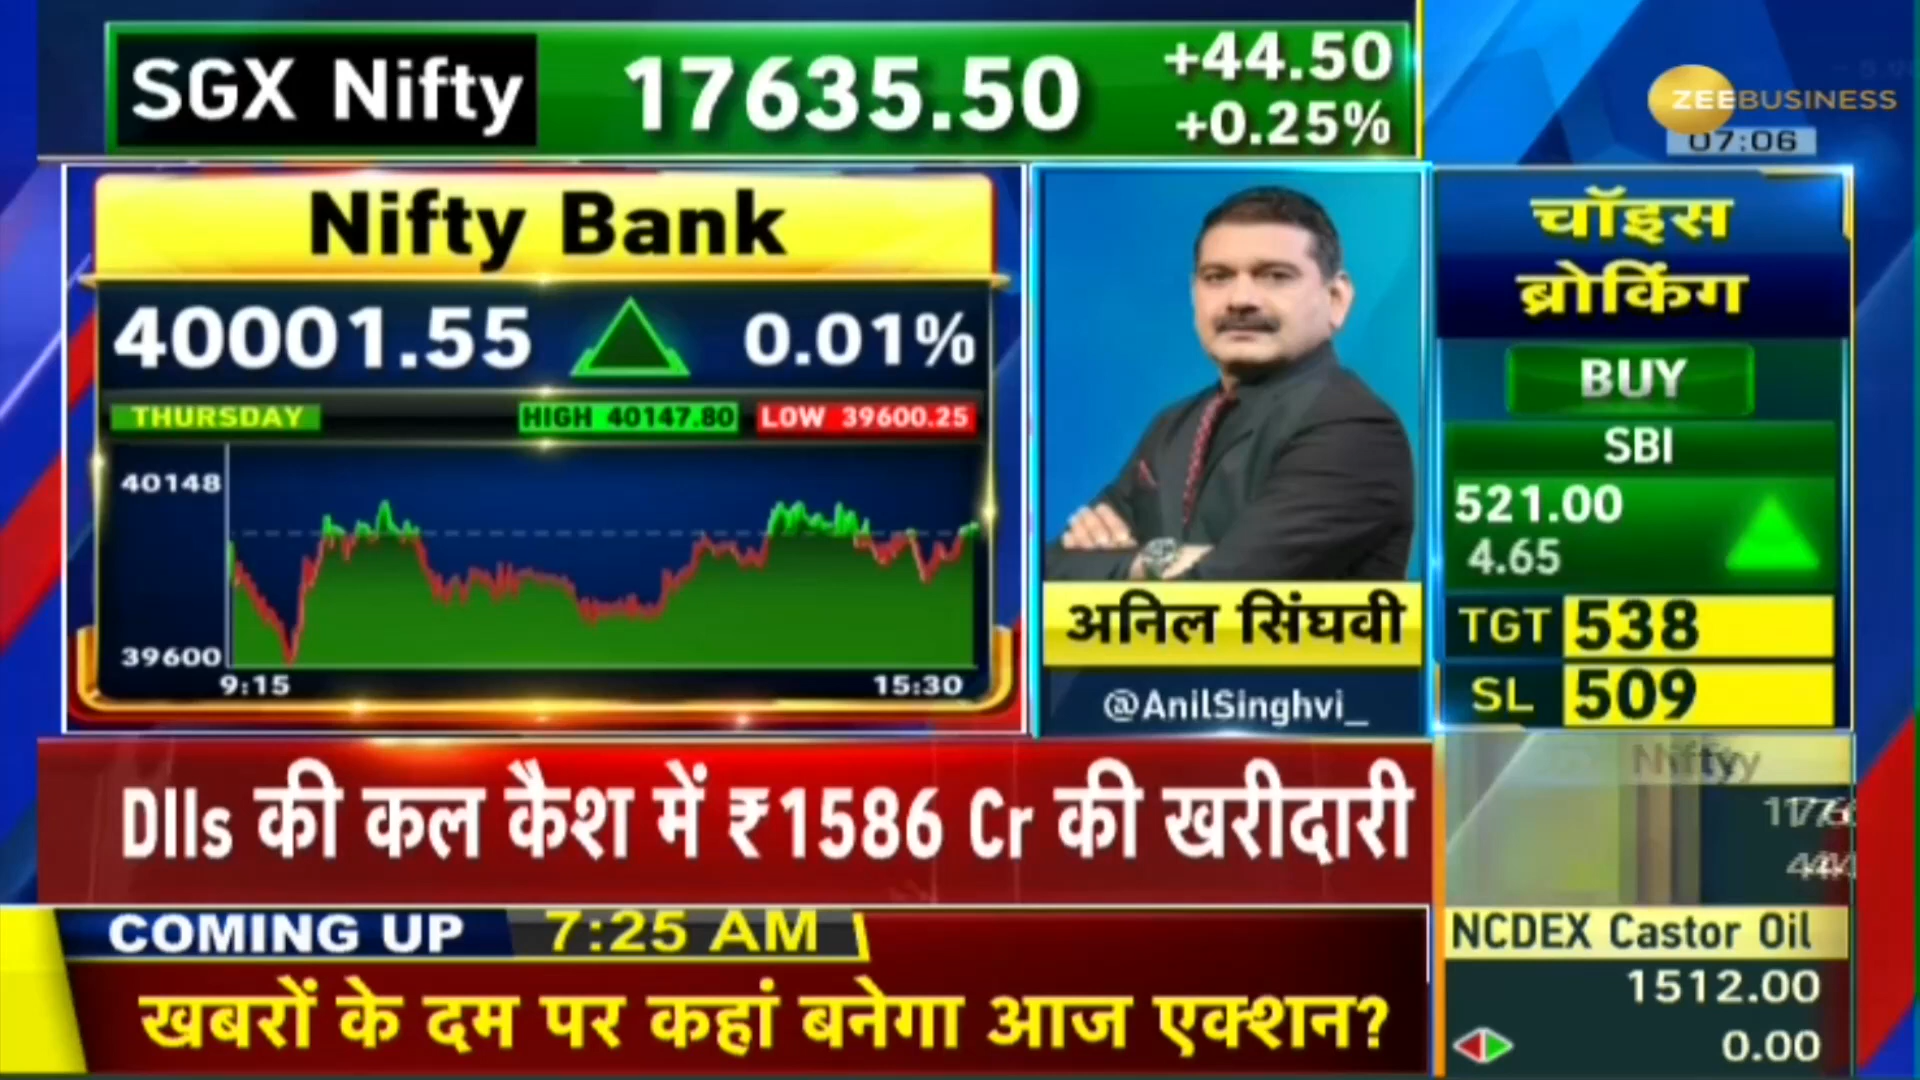 SGX Nifty
17635.50
+44.50
+0.25%
ZEEBUSINESS
07:06
Nifty Bank
40001.55
0.01%
THURSDAY
HIGH 40147.80
LOW 39600.25
40148
39600
9:15
15:30
अनिल सिंघवी
@AnilSinghvi_
चॉइस
ब्रोकिंग
BUY
SBI
521.00
4.65
TGT 538
SL 509
DIIs की कल कैश में ₹1586 Cr की खरीदारी
COMING UP 7:25 AM
खबरों के दम पर कहां बनेगा आज एक्शन?
NCDEX Castor Oil
1512.00
0.00